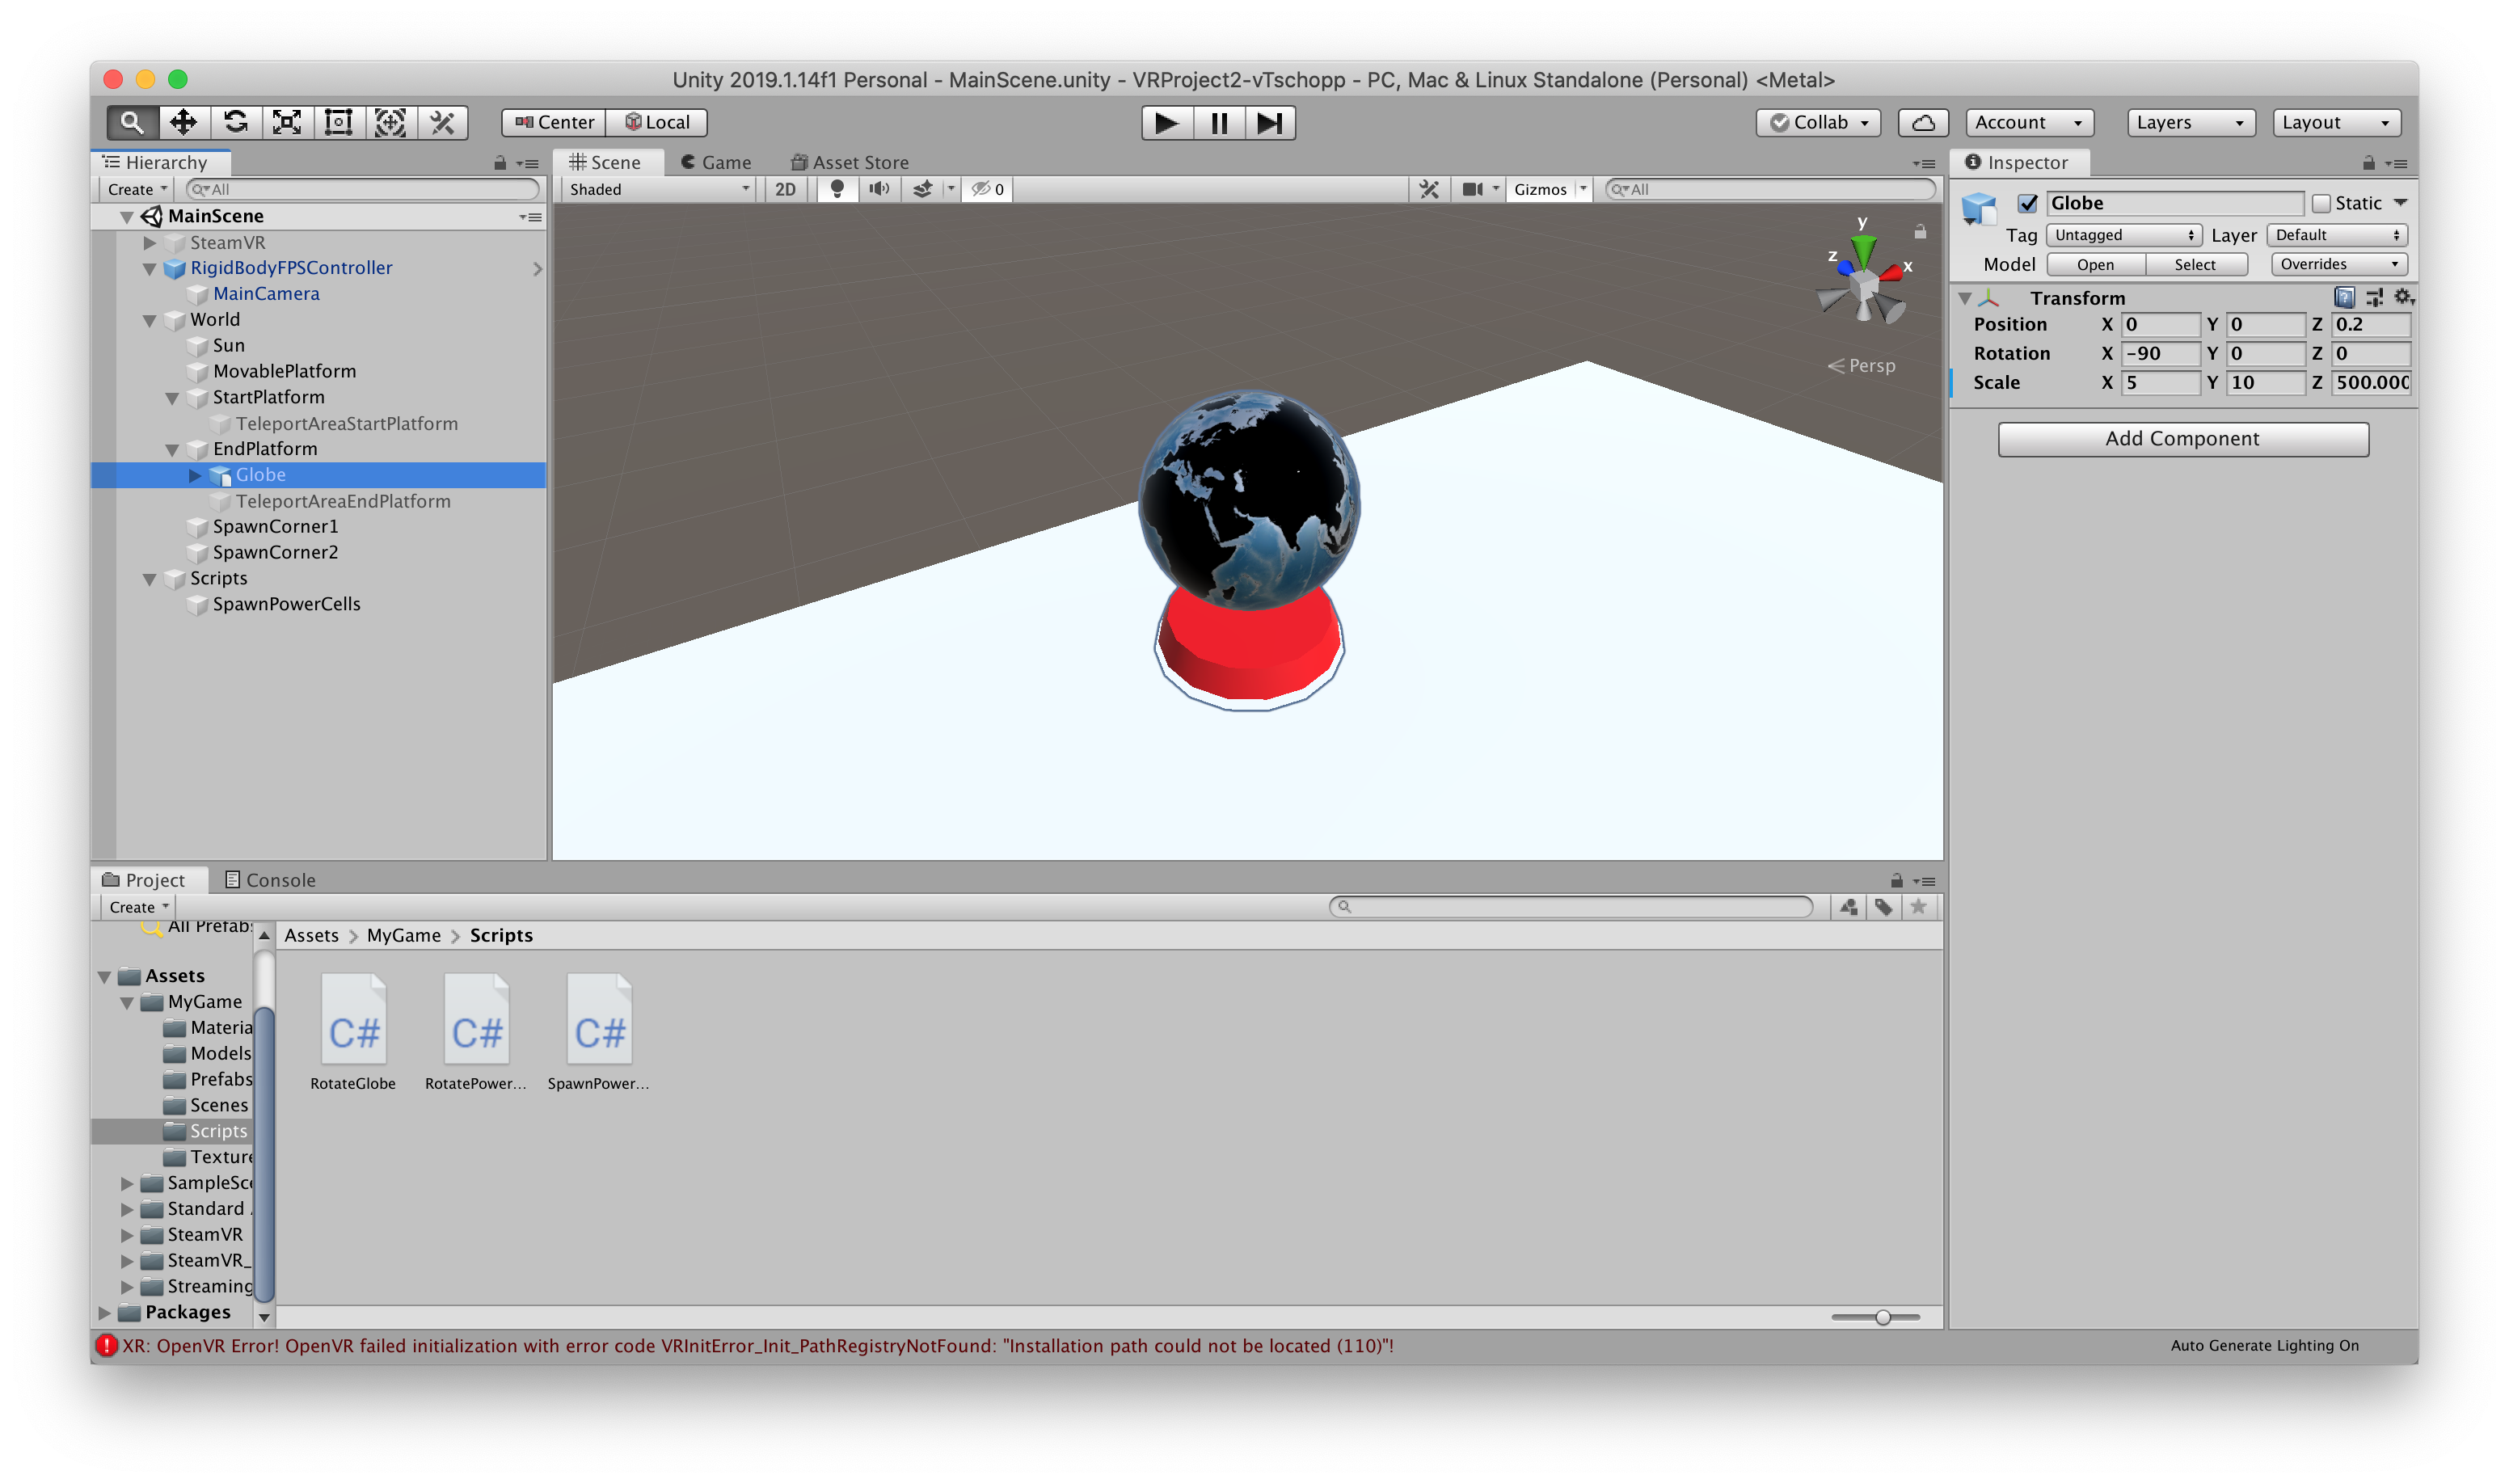 Unity 2019.1.14f1 Personal - MainScene.unity - VRProject2-vTschopp - PC, Mac & Linux Standalone (Personal) <Metal>
Center Local Collab Account Layers Layout
Hierarchy
Create All
MainScene
SteamVR
RigidBodyFPSController
MainCamera
World
Sun
MovablePlatform
StartPlatform
TeleportAreaStartPlatform
EndPlatform
Globe
TeleportAreaEndPlatform
SpawnCorner1
SpawnCorner2
Scripts
SpawnPowerCells
Scene Game Asset Store
Shaded 2D 0 Gizmos All
y
z x
Persp
Inspector
Globe Static
Tag Untagged Layer Default
Model Open Select Overrides
Transform
Position X 0 Y 0 Z 0.2
Rotation X -90 Y 0 Z 0
Scale X 5 Y 10 Z 500.000
Add Component
Project Console
Create
All Prefabs
Assets
MyGame
Materia
Models
Prefabs
Scenes
Scripts
Texture
SampleSce
Standard
SteamVR
SteamVR_
Streaming
Packages
Assets > MyGame > Scripts
C# C# C#
RotateGlobe RotatePower... SpawnPower...
XR: OpenVR Error! OpenVR failed initialization with error code VRInitError_Init_PathRegistryNotFound: "Installation path could not be located (110)"!
Auto Generate Lighting On